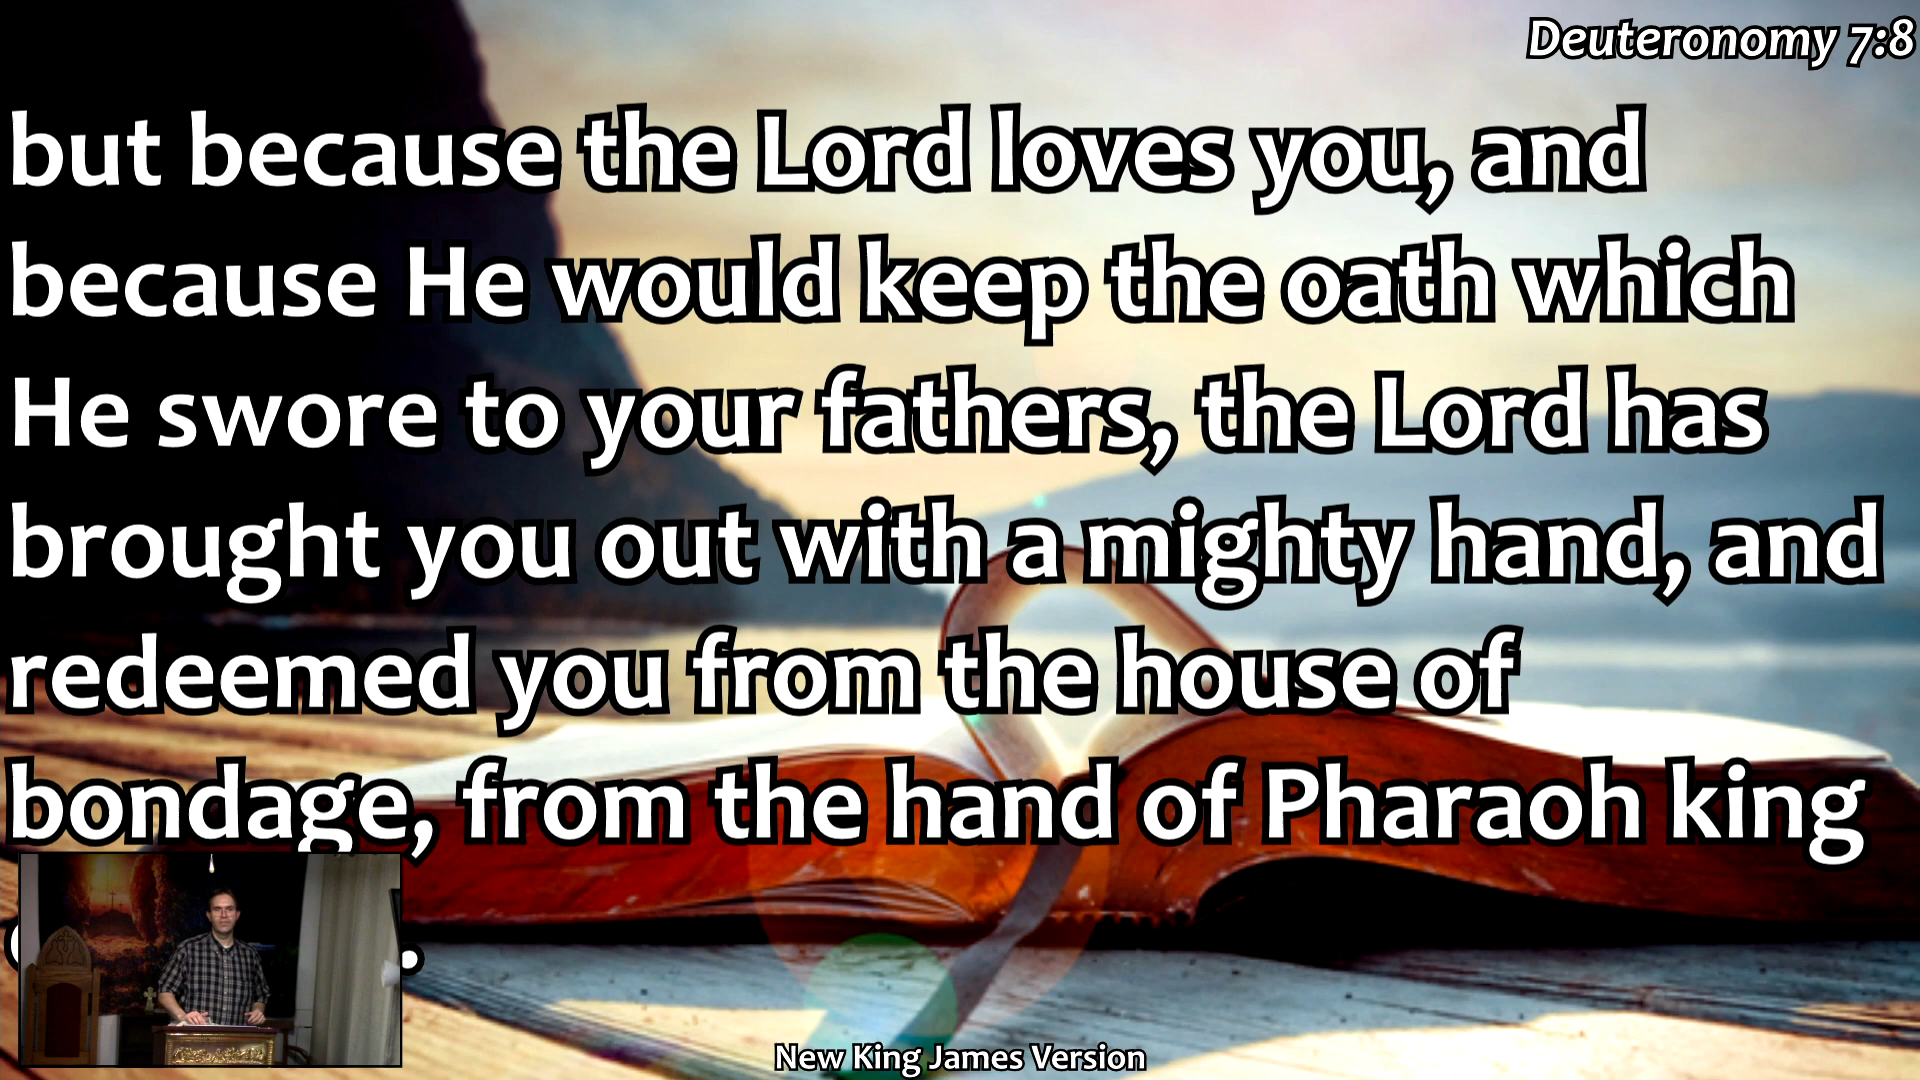 Deuteronomy 7:8
but because the Lord loves you, and
because He would keep the oath which
He swore to your fathers, the Lord has
brought you out with a mighty hand, and
redeemed you from the house of
bondage, from the hand of Pharaoh king
New King James Version